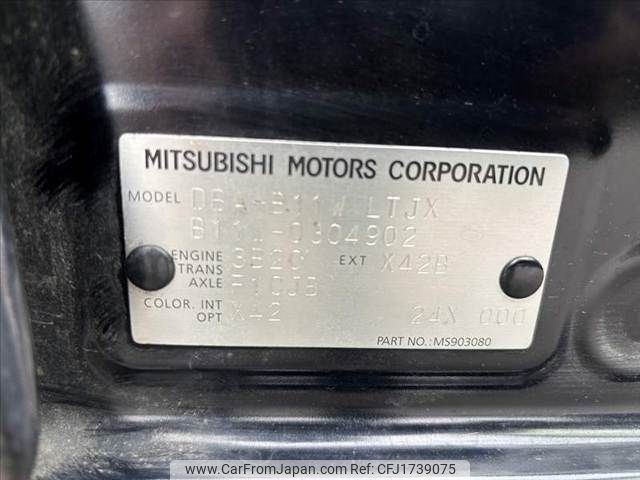 MITSUBISHI MOTORS CORPORATION
MODEL DBA-B11W LTJX
B11W-0304902
ENGINE 3B20 EXT X42B
TRANS
AXLE F1CJB
COLOR. INT X42
OPT 24X 000
PART NO.: MS903080
www.CarFromJapan.com | Ref No. CFJ1739075